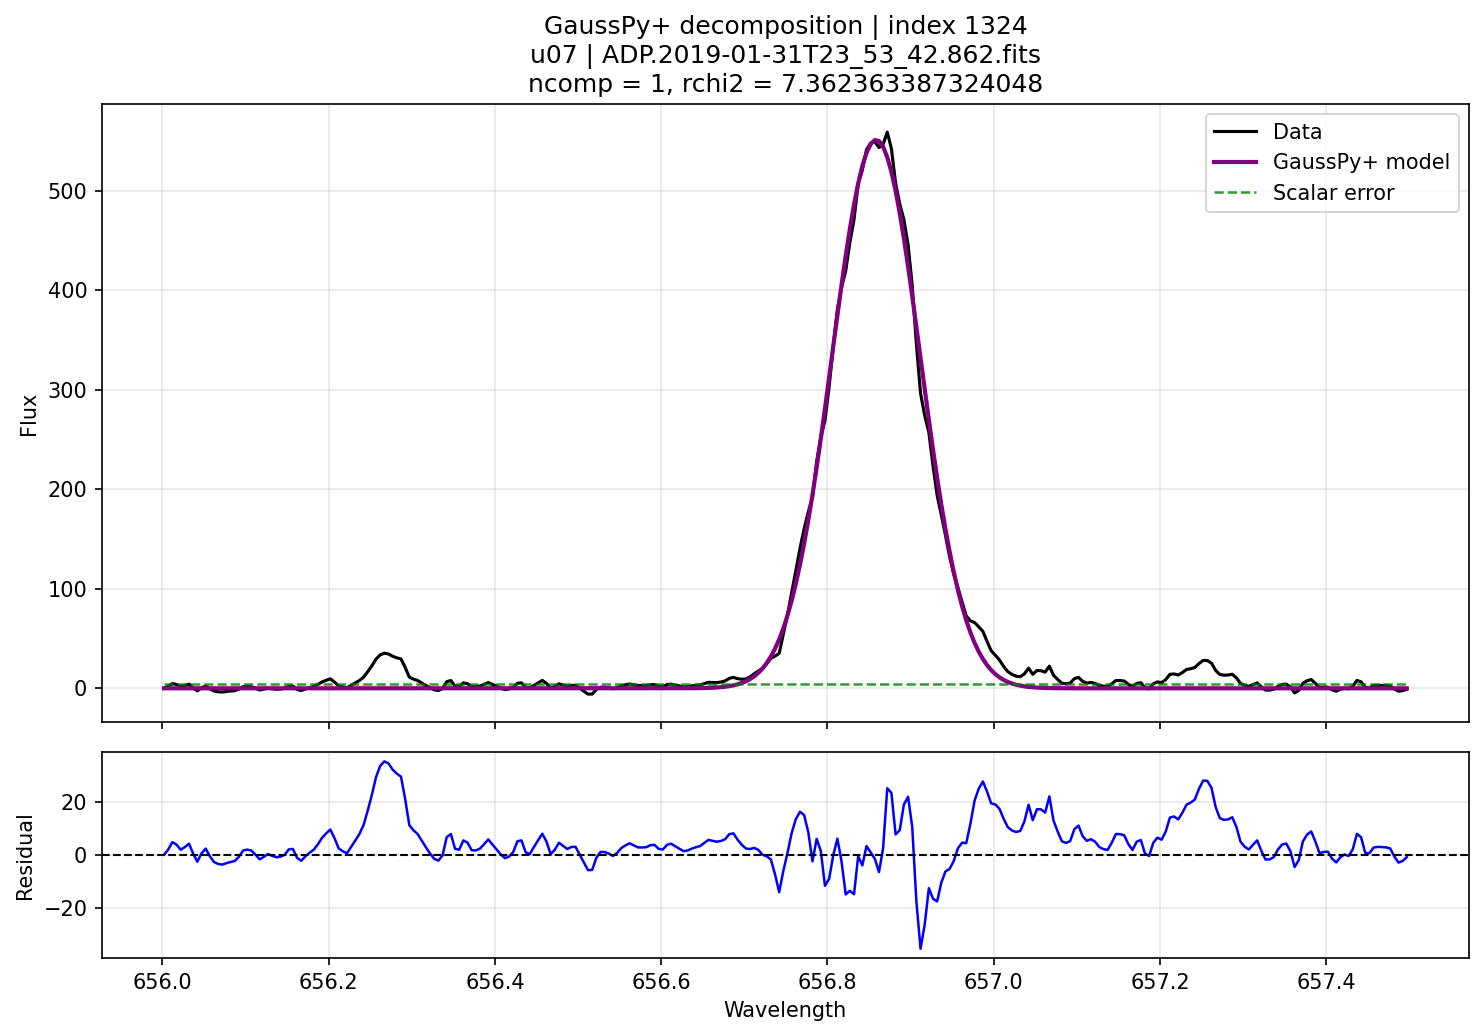 GaussPy+ decomposition | index 1324
u07 | ADP.2019-01-31T23_53_42.862.fits
ncomp = 1, rchi2 = 7.362363387324048
Data
GaussPy+ model
Scalar error
Flux
500
400
300
200
100
0
Residual
20
0
−20
656.0 656.2 656.4 656.6 656.8 657.0 657.2 657.4
Wavelength